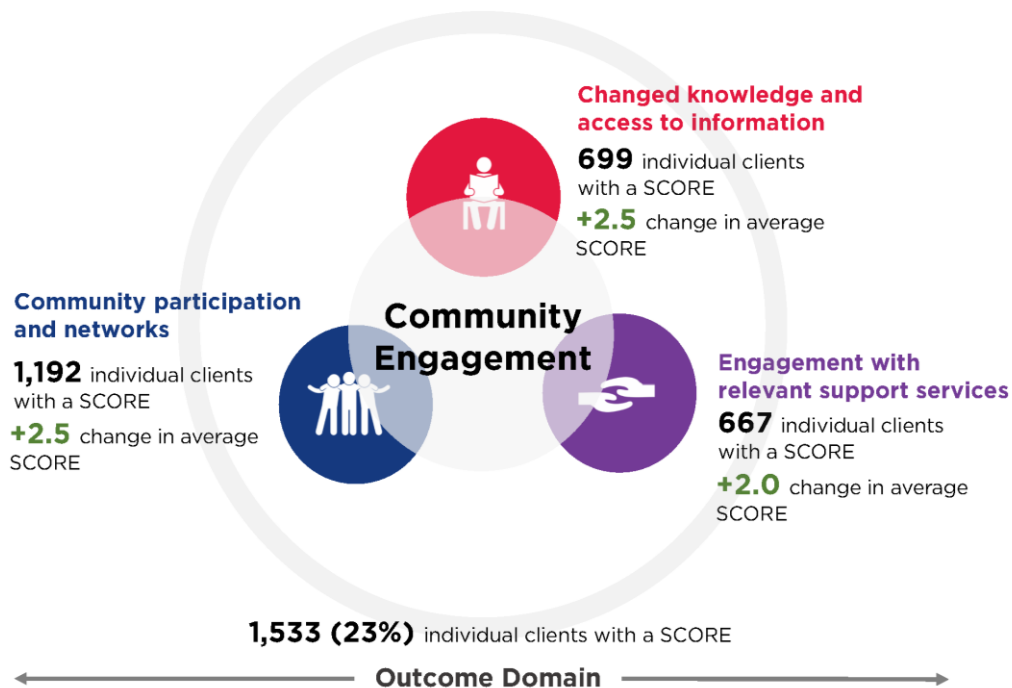 Changed knowledge and
access to information
699 individual clients
with a SCORE
+2.5 change in average
SCORE
Community participation
and networks
1,192 individual clients
with a SCORE
+2.5 change in average
SCORE
Community
Engagement
Engagement with
relevant support services
667 individual clients
with a SCORE
+2.0 change in average
SCORE
1,533 (23%) individual clients with a SCORE
Outcome Domain